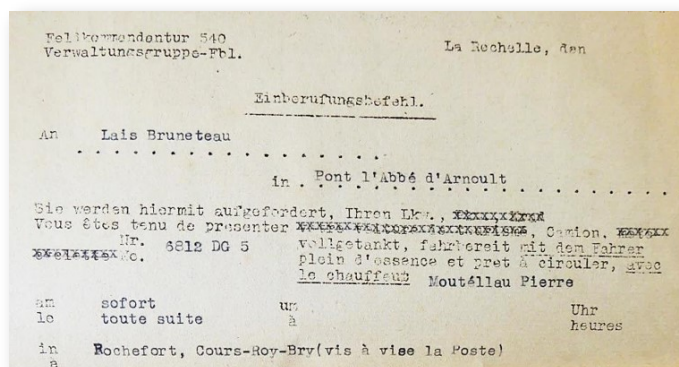 Feldkommandantur 540
Verwaltungsgruppe-Fbl.
La Rochelle, den
Einberufungsbefehl.
An Lais Bruneteau
in Pont l'Abbé d'Arnoult
Sie werden hiermit aufgefordert, Ihren Lkw.,
Vous êtes tenu de presenter Camion.
Nr. 6812 DG 5 vollgetankt, fahrbereit mit dem Fahrer
No. plein d'essence et pret à circuler, avec
le chauffeur Moutéllau Pierre
am sofort um Uhr
le toute suite à heures
in Rochefort, Cours-Roy-Bry(vis à vise la Poste)
à